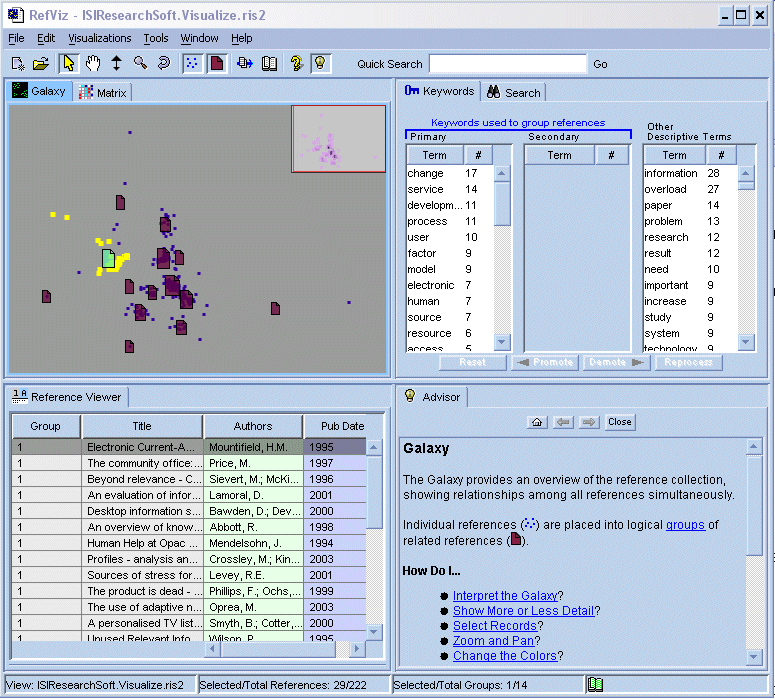 RefViz - ISIResearchSoft.Visualize.ris2
File Edit Visualizations Tools Window Help
Quick Search Go
Galaxy Matrix
Keywords Search
Keywords used to group references
Primary Secondary
Other
Descriptive Terms
Term # Term # Term #
change 17 information 28
service 14 overload 27
developm... 11 paper 14
process 11 problem 13
user 10 research 12
factor 9 result 12
model 9 need 10
electronic 7 important 9
human 7 increase 9
source 7 study 9
resource 6 system 9
access 5 technology 9
Reset Promote Demote Reprocess
Reference Viewer
Group Title Authors Pub Date
1 Electronic Current-A... Mountifield, H.M. 1995
1 The community office:... Price, M. 1997
1 Beyond relevance - C... Sievert, M.; McKi... 1996
1 An evaluation of infor... Lamoral, D. 2001
1 Desktop information s... Bawden, D.; Dev... 2000
1 An overview of know... Abbott, R. 1998
1 Human Help at Opac ... Mendelsohn, J. 1994
1 Profiles - analysis an... Crossley, M.; Kin... 2003
1 Sources of stress for... Levey, R.E. 2001
1 The product is dead - ... Phillips, F.; Ochs,... 1999
1 The use of adaptive n... Oprea, M. 2003
1 A personalised TV list... Smyth, B.; Cotter,... 2000
1 Unused Relevant Info... Wilson, P. 1995
Advisor
Close
Galaxy
The Galaxy provides an overview of the reference collection,
showing relationships among all references simultaneously.
Individual references ( ) are placed into logical groups of
related references ( ).
How Do I...
Interpret the Galaxy?
Show More or Less Detail?
Select Records?
Zoom and Pan?
Change the Colors?
View: ISIResearchSoft.Visualize.ris2 Selected/Total References: 29/222 Selected/Total Groups: 1/14